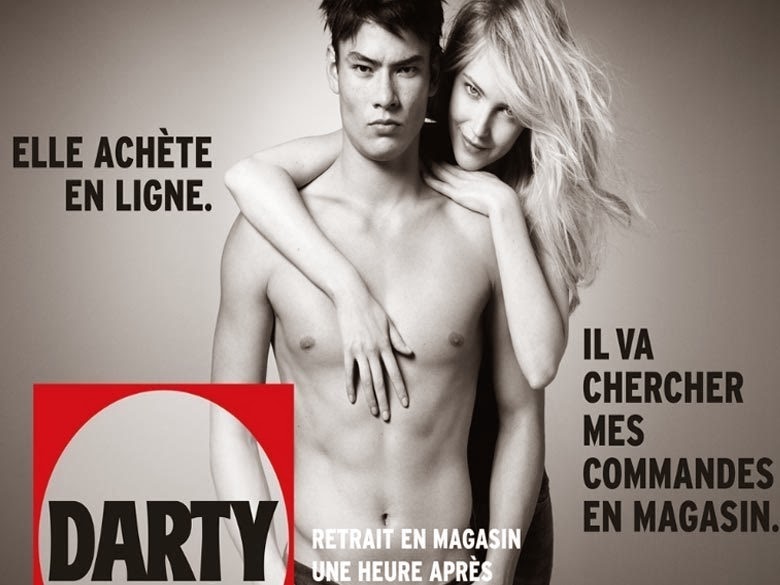 ELLE ACHÈTE
EN LIGNE.
IL VA
CHERCHER
MES
COMMANDES
EN MAGASIN.
DARTY
RETRAIT EN MAGASIN
UNE HEURE APRÈS